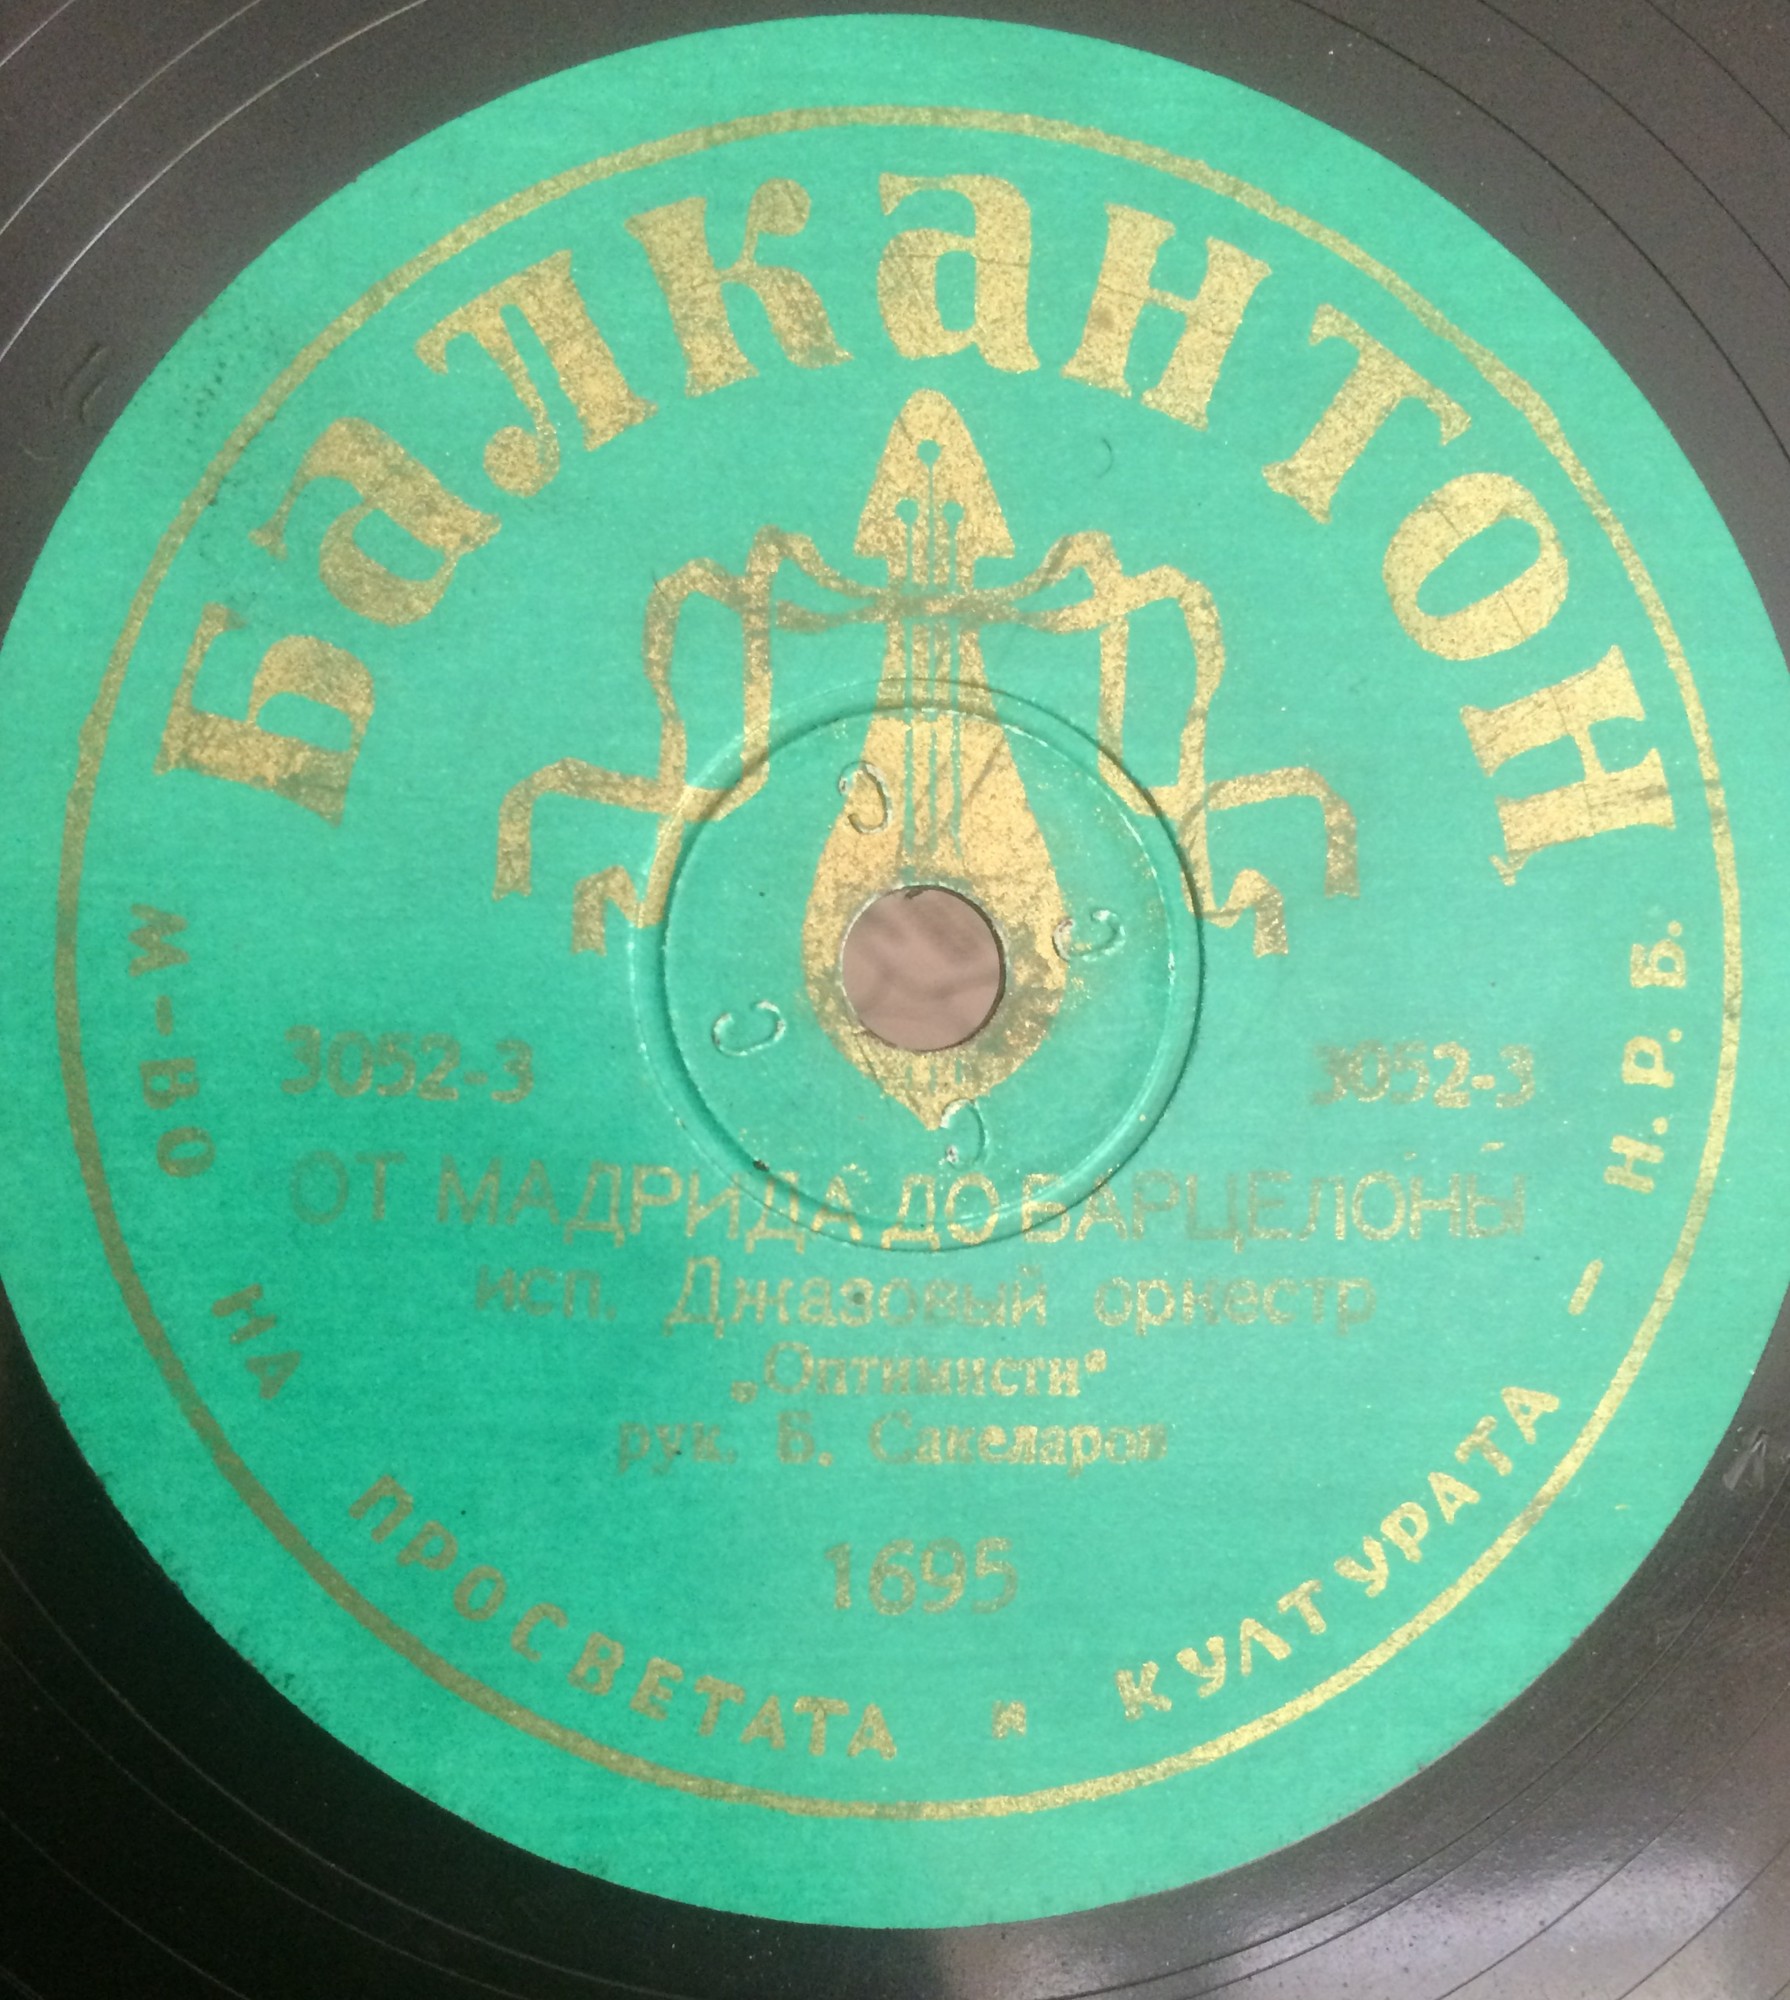 Балкантон
3052-3 3052-3
ОТ МАДРИДА ДО БАРЦЕЛОНЫ
исп. Джазовый оркестр
„Оптимисти“
рук. Б. Сакеларов
1695
М-ВО НА ПРОСВЕТАТА И КУЛТУРАТА – Н.Р.Б.